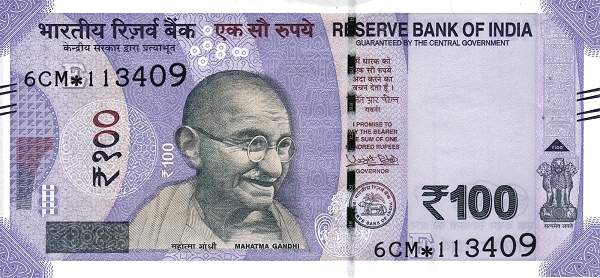 भारतीय रिज़र्व बैंक
केन्द्रीय सरकार द्वारा प्रत्याभूत
एक सौ रुपये
RESERVE BANK OF INDIA
GUARANTEED BY THE CENTRAL GOVERNMENT
6CM*113409
₹१००
₹100
महात्मा गांधी
MAHATMA GANDHI
एक सौ रुपये
अदा करने का
वचन देता हूँ।
I PROMISE TO
PAY THE BEARER
THE SUM OF ONE
HUNDRED RUPEES
GOVERNOR
₹100
सत्यमेव जयते
6CM*113409